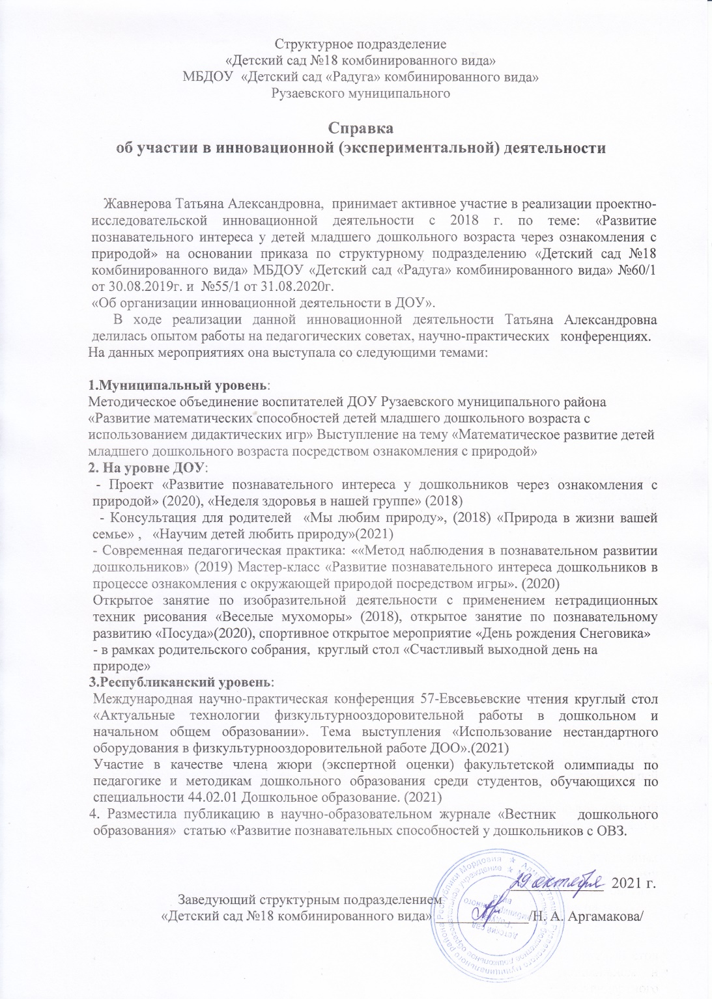 Структурное подразделение
«Детский сад №18 комбинированного вида»
МБДОУ «Детский сад «Радуга» комбинированного вида»
Рузаевского муниципального
Справка
об участии в инновационной (экспериментальной) деятельности
Жавнерова Татьяна Александровна, принимает активное участие в реализации проектно-
исследовательской инновационной деятельности с 2018 г. по теме: «Развитие
познавательного интереса у детей младшего дошкольного возраста через ознакомления с
природой» на основании приказа по структурному подразделению «Детский сад №18
комбинированного вида» МБДОУ «Детский сад «Радуга» комбинированного вида» №60/1
от 30.08.2019г. и №55/1 от 31.08.2020г.
«Об организации инновационной деятельности в ДОУ».
В ходе реализации данной инновационной деятельности Татьяна Александровна
делилась опытом работы на педагогических советах, научно-практических конференциях.
На данных мероприятиях она выступала со следующими темами:
1.Муниципальный уровень:
Методическое объединение воспитателей ДОУ Рузаевского муниципального района
«Развитие математических способностей детей младшего дошкольного возраста с
использованием дидактических игр» Выступление на тему «Математическое развитие детей
младшего дошкольного возраста посредством ознакомления с природой»
2. На уровне ДОУ:
- Проект «Развитие познавательного интереса у дошкольников через ознакомления с
природой» (2020), «Неделя здоровья в нашей группе» (2018)
- Консультация для родителей «Мы любим природу», (2018) «Природа в жизни вашей
семье» , «Научим детей любить природу»(2021)
- Современная педагогическая практика: ««Метод наблюдения в познавательном развитии
дошкольников» (2019) Мастер-класс «Развитие познавательного интереса дошкольников в
процессе ознакомления с окружающей природой посредством игры». (2020)
Открытое занятие по изобразительной деятельности с применением нетрадиционных
техник рисования «Веселые мухоморы» (2018), открытое занятие по познавательному
развитию «Посуда»(2020), спортивное открытое мероприятие «День рождения Снеговика»
- в рамках родительского собрания, круглый стол «Счастливый выходной день на
природе»
3.Республиканский уровень:
Международная научно-практическая конференция 57-Евсевьевские чтения круглый стол
«Актуальные технологии физкультурнооздоровительной работы в дошкольном и
начальном общем образовании». Тема выступления «Использование нестандартного
оборудования в физкультурнооздоровительной работе ДОО».(2021)
Участие в качестве члена жюри (экспертной оценки) факультетской олимпиады по
педагогике и методикам дошкольного образования среди студентов, обучающихся по
специальности 44.02.01 Дошкольное образование. (2021)
4. Разместила публикацию в научно-образовательном журнале «Вестник дошкольного
образования» статью «Развитие познавательных способностей у дошкольников с ОВЗ.
29 октября 2021 г.
Заведующий структурным подразделением
«Детский сад №18 комбинированного вида» /Н. А. Аргамакова/